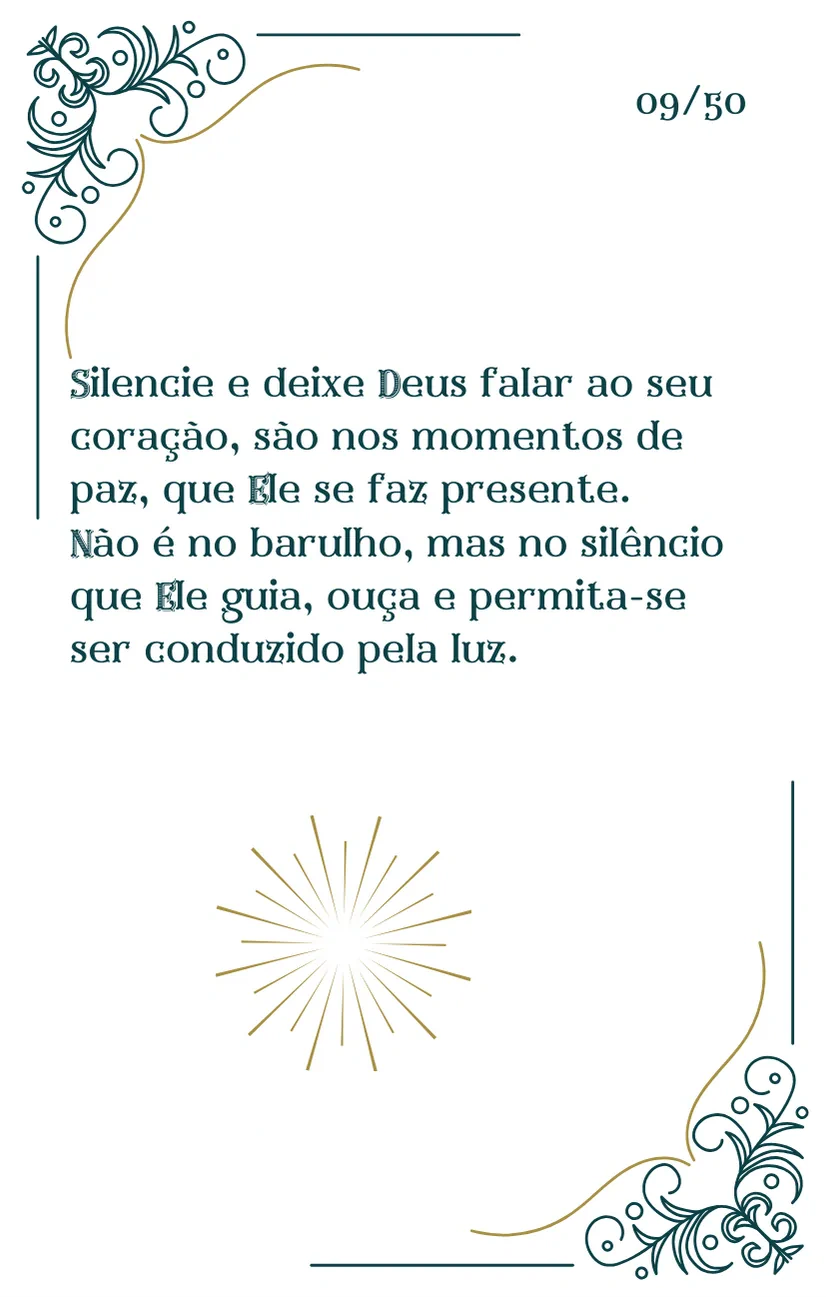 09/50
Silencie e deixe Deus falar ao seu
coração, são nos momentos de
paz, que Ele se faz presente.
Não é no barulho, mas no silêncio
que Ele guia, ouça e permita-se
ser conduzido pela luz.